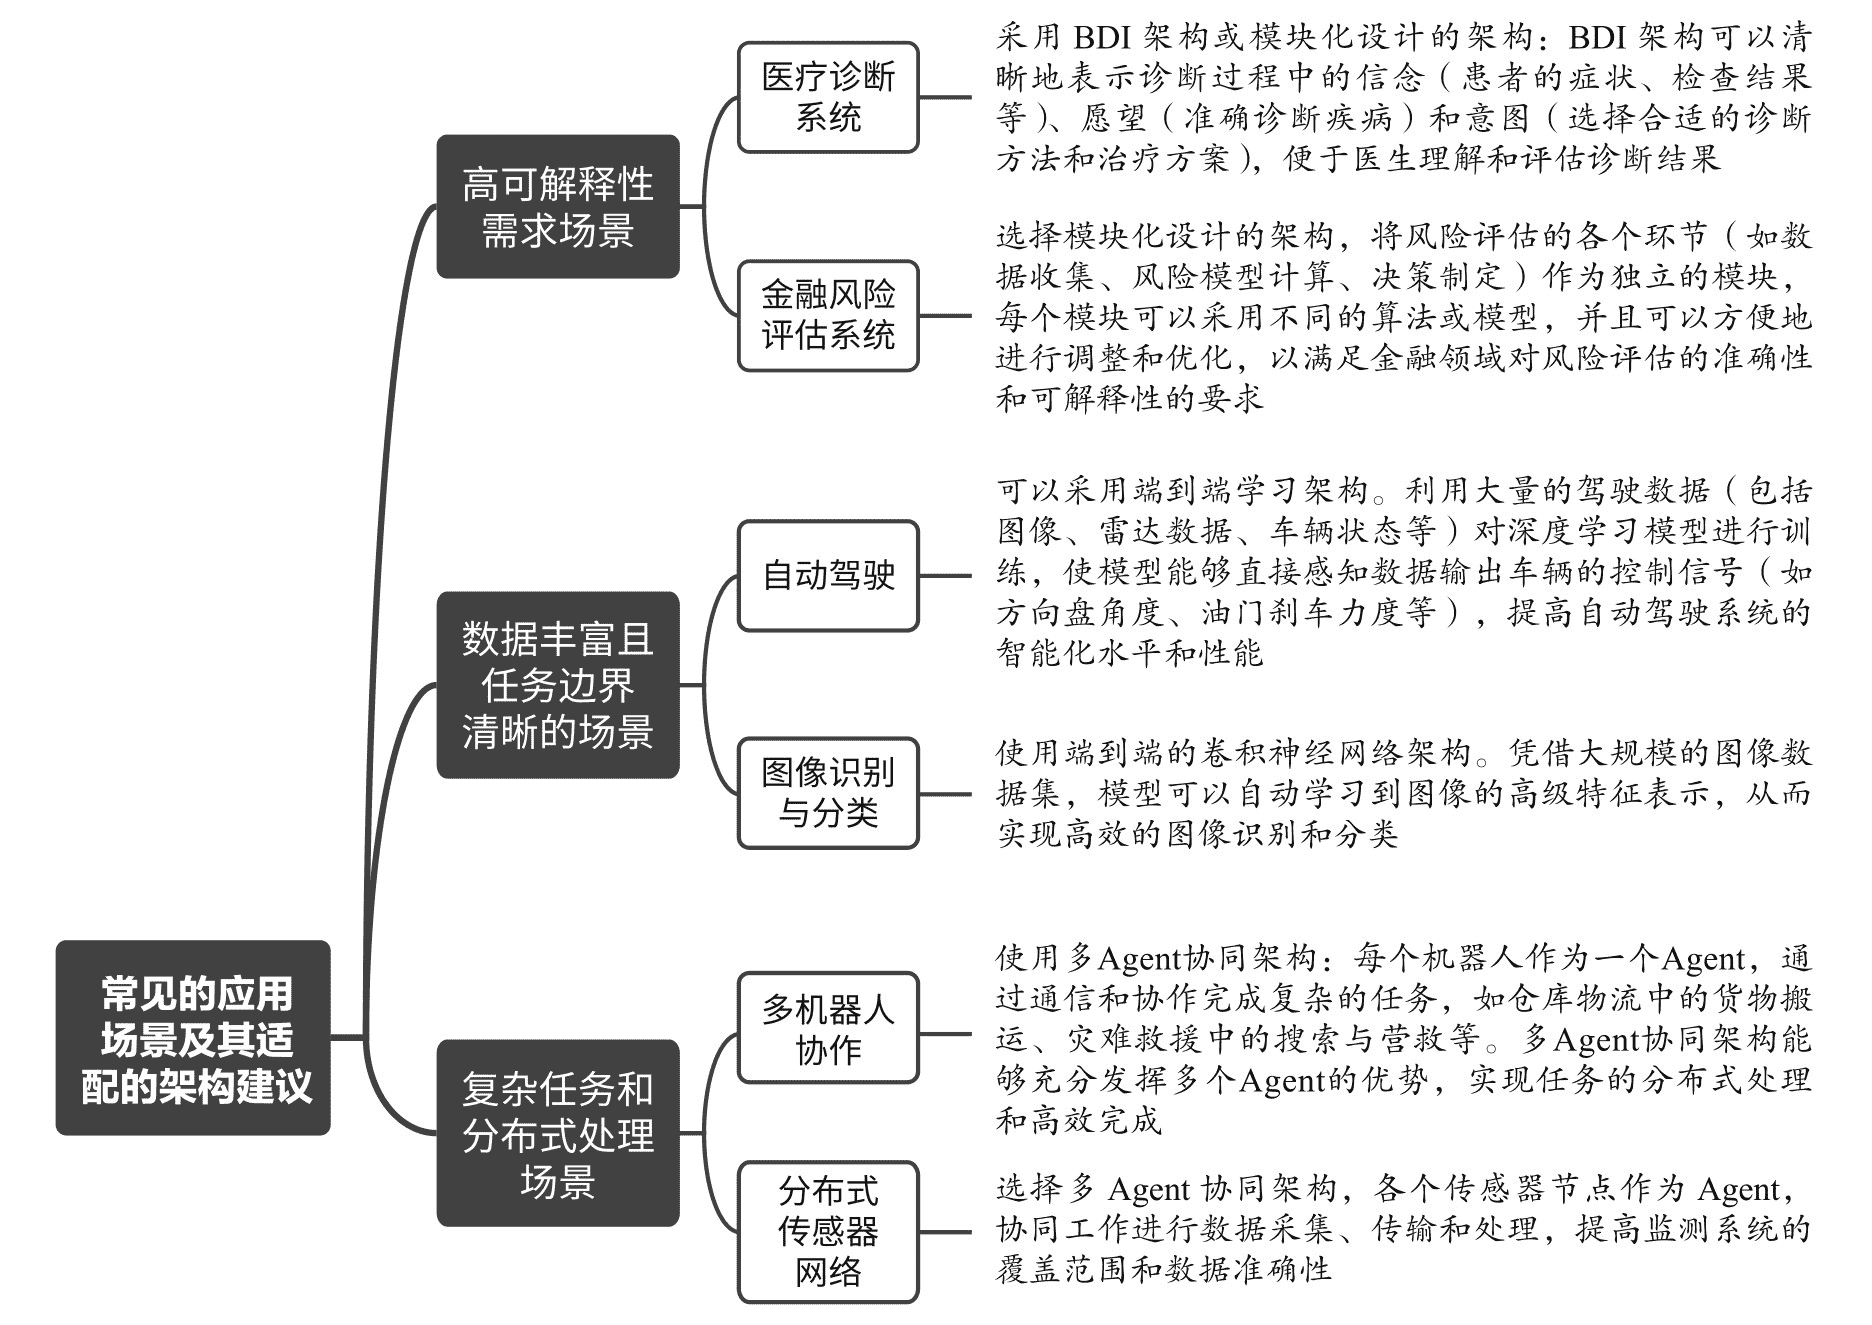 常见的应用
场景及其适
配的架构建议
高可解释性
需求场景
医疗诊断
系统
采用 BDI 架构或模块化设计的架构：BDI 架构可以清
晰地表示诊断过程中的信念（患者的症状、检查结果
等）、愿望（准确诊断疾病）和意图（选择合适的诊断
方法和治疗方案），便于医生理解和评估诊断结果
金融风险
评估系统
选择模块化设计的架构，将风险评估的各个环节（如数
据收集、风险模型计算、决策制定）作为独立的模块，
每个模块可以采用不同的算法或模型，并且可以方便地
进行调整和优化，以满足金融领域对风险评估的准确性
和可解释性的要求
数据丰富且
任务边界
清晰的场景
自动驾驶
可以采用端到端学习架构。利用大量的驾驶数据（包括
图像、雷达数据、车辆状态等）对深度学习模型进行训
练，使模型能够直接感知数据输出车辆的控制信号（如
方向盘角度、油门刹车力度等），提高自动驾驶系统的
智能化水平和性能
图像识别
与分类
使用端到端的卷积神经网络架构。凭借大规模的图像数
据集，模型可以自动学习到图像的高级特征表示，从而
实现高效的图像识别和分类
复杂任务和
分布式处理
场景
多机器人
协作
使用多Agent协同架构：每个机器人作为一个Agent，通
过通信和协作完成复杂的任务，如仓库物流中的货物搬
运、灾难救援中的搜索与营救等。多Agent协同架构能
够充分发挥多个Agent的优势，实现任务的分布式处理
和高效完成
分布式
传感器
网络
选择多 Agent 协同架构，各个传感器节点作为 Agent，
协同工作进行数据采集、传输和处理，提高监测系统的
覆盖范围和数据准确性